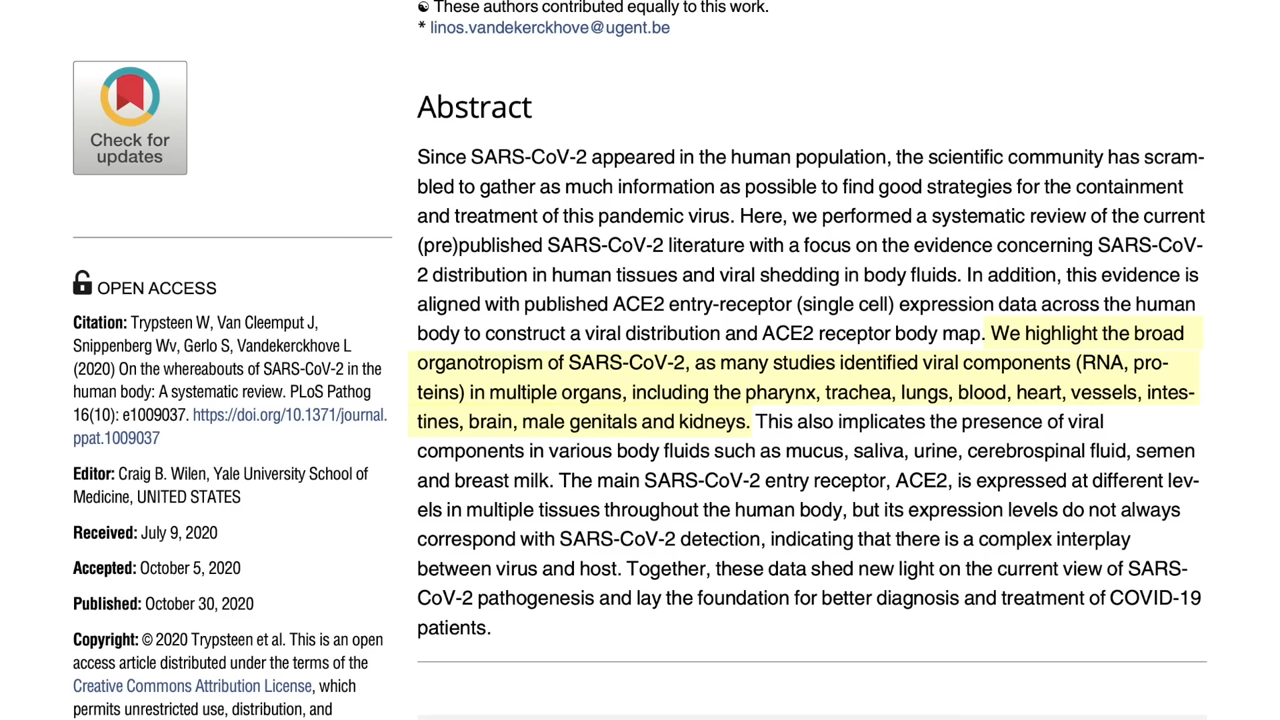 ☯ These authors contributed equally to this work.
* linos.vandekerckhove@ugent.be
Check for
updates
Abstract
Since SARS-CoV-2 appeared in the human population, the scientific community has scram-
bled to gather as much information as possible to find good strategies for the containment
and treatment of this pandemic virus. Here, we performed a systematic review of the current
(pre)published SARS-CoV-2 literature with a focus on the evidence concerning SARS-CoV-
2 distribution in human tissues and viral shedding in body fluids. In addition, this evidence is
aligned with published ACE2 entry-receptor (single cell) expression data across the human
body to construct a viral distribution and ACE2 receptor body map. We highlight the broad
organotropism of SARS-CoV-2, as many studies identified viral components (RNA, pro-
teins) in multiple organs, including the pharynx, trachea, lungs, blood, heart, vessels, intes-
tines, brain, male genitals and kidneys. This also implicates the presence of viral
components in various body fluids such as mucus, saliva, urine, cerebrospinal fluid, semen
and breast milk. The main SARS-CoV-2 entry receptor, ACE2, is expressed at different lev-
els in multiple tissues throughout the human body, but its expression levels do not always
correspond with SARS-CoV-2 detection, indicating that there is a complex interplay
between virus and host. Together, these data shed new light on the current view of SARS-
CoV-2 pathogenesis and lay the foundation for better diagnosis and treatment of COVID-19
patients.
OPEN ACCESS
Citation: Trypsteen W, Van Cleemput J,
Snippenberg Wv, Gerlo S, Vandekerckhove L
(2020) On the whereabouts of SARS-CoV-2 in the
human body: A systematic review. PLoS Pathog
16(10): e1009037. https://doi.org/10.1371/journal.
ppat.1009037
Editor: Craig B. Wilen, Yale University School of
Medicine, UNITED STATES
Received: July 9, 2020
Accepted: October 5, 2020
Published: October 30, 2020
Copyright: © 2020 Trypsteen et al. This is an open
access article distributed under the terms of the
Creative Commons Attribution License, which
permits unrestricted use, distribution, and